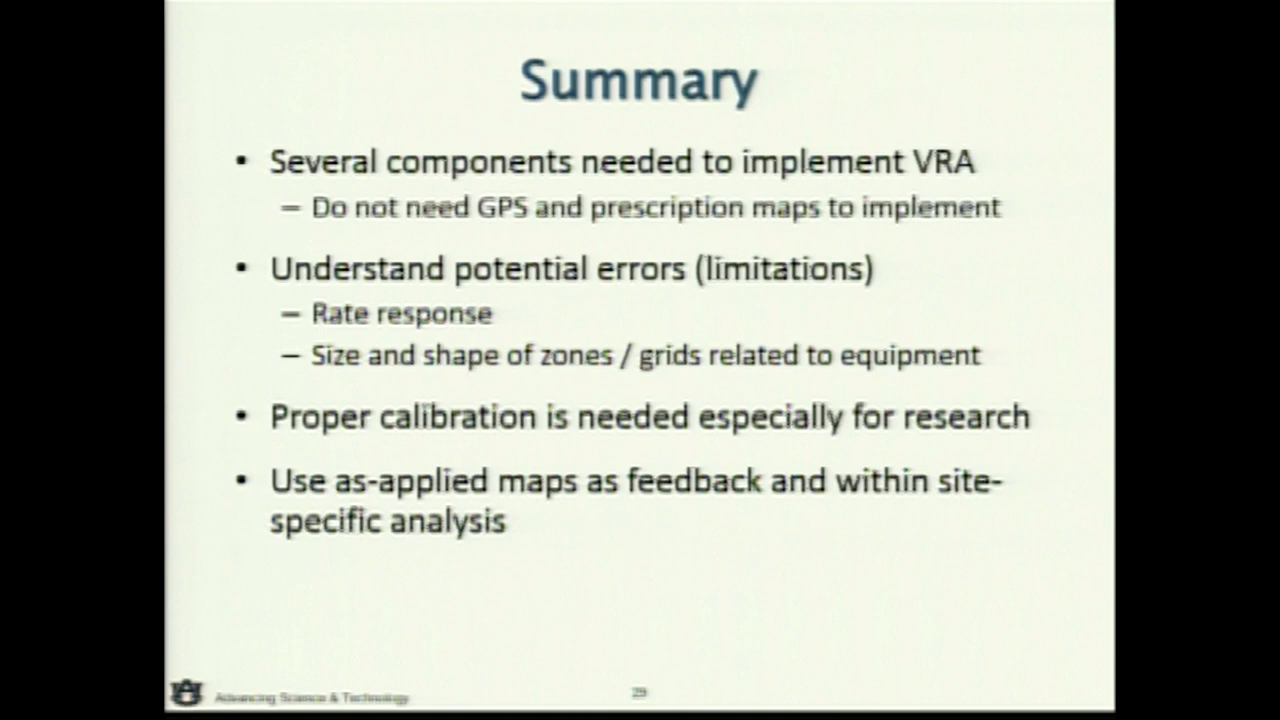 Summary
• Several components needed to implement VRA
– Do not need GPS and prescription maps to implement
• Understand potential errors (limitations)
– Rate response
– Size and shape of zones / grids related to equipment
• Proper calibration is needed especially for research
• Use as-applied maps as feedback and within site-
specific analysis
Advancing Science & Technology
29